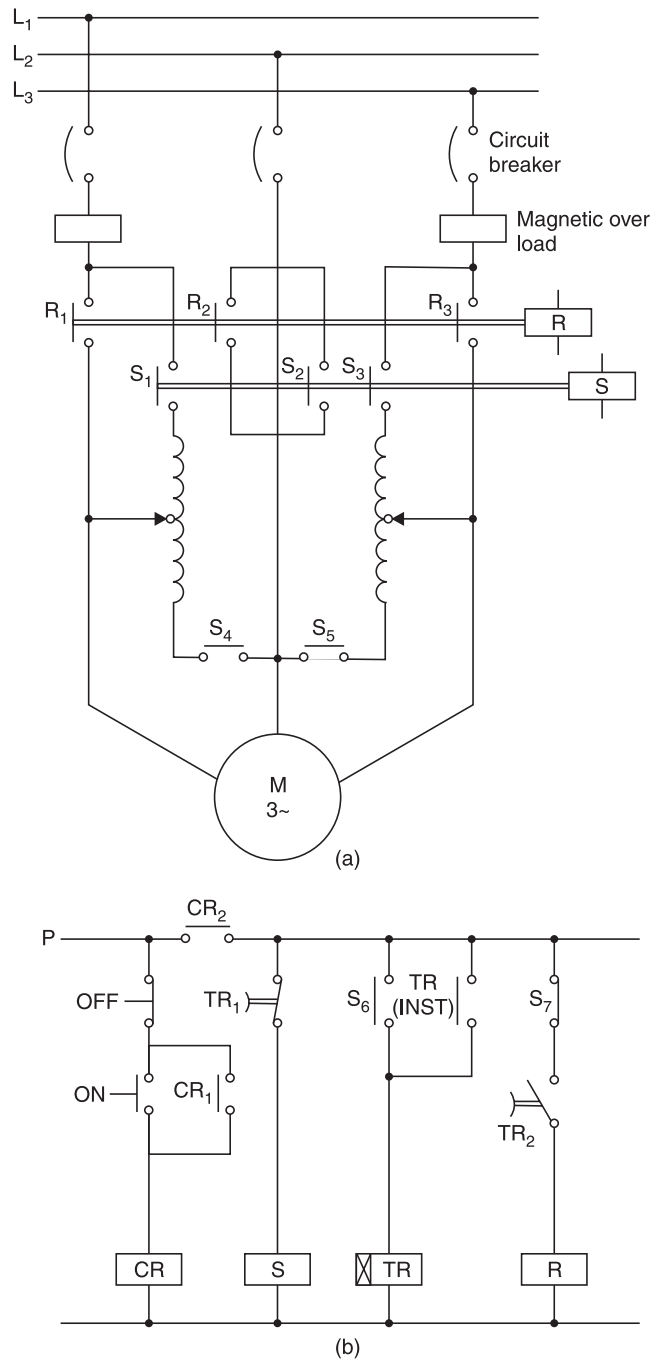 L₁
L₂
L₃
Circuit
breaker
Magnetic over
load
R₁
R₂
R₃
R
S₁
S₂
S₃
S
S₄
S₅
M
3~
(a)
P
CR₂
OFF
TR₁
S₆
TR
(INST)
S₇
ON
CR₁
TR₂
CR
S
TR
R
(b)